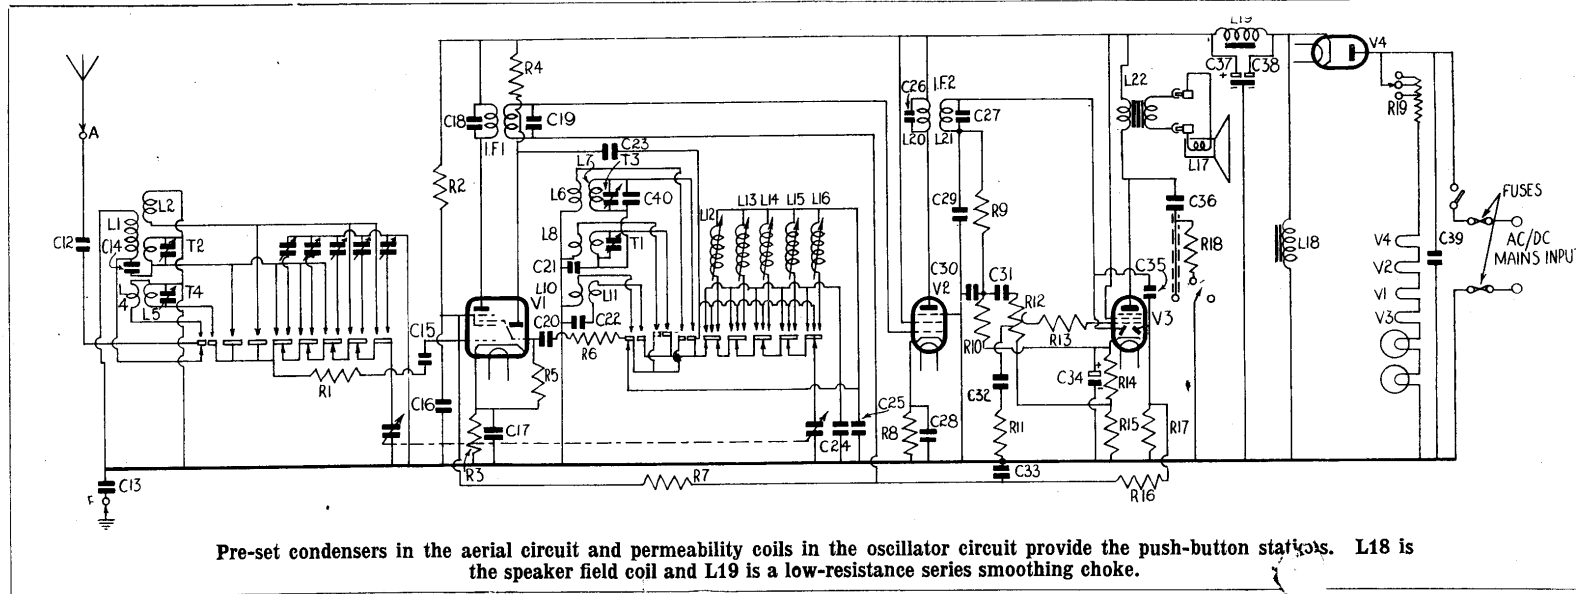 L19
V4
C37 + C38
R4
L22
I.F.2
C26
R19
C18
C19
C27
I.F.1
L20
L21
C23
L17
L7
T3
A
R2
L6
C40
C36
FUSES
L2
L12
L13
L14
L15
L16
C29
R9
L1
C12
C14
T2
L8
T1
R18
L18
V4
C39
AC/DC
MAINS INPUT
C21
C30
C31
C35
V2
V2
L10
L11
L4
T4
L5
V1
V1
R12
V3
V3
C20
C22
C15
R6
R10
R13
R1
R5
C34
+
-
R14
C32
C16
C25
C17
C24
R8
C28
R11
R15
R17
R3
R7
C33
R16
C13
E
Pre-set condensers in the aerial circuit and permeability coils in the oscillator circuit provide the push-button stations. L18 is
the speaker field coil and L19 is a low-resistance series smoothing choke.